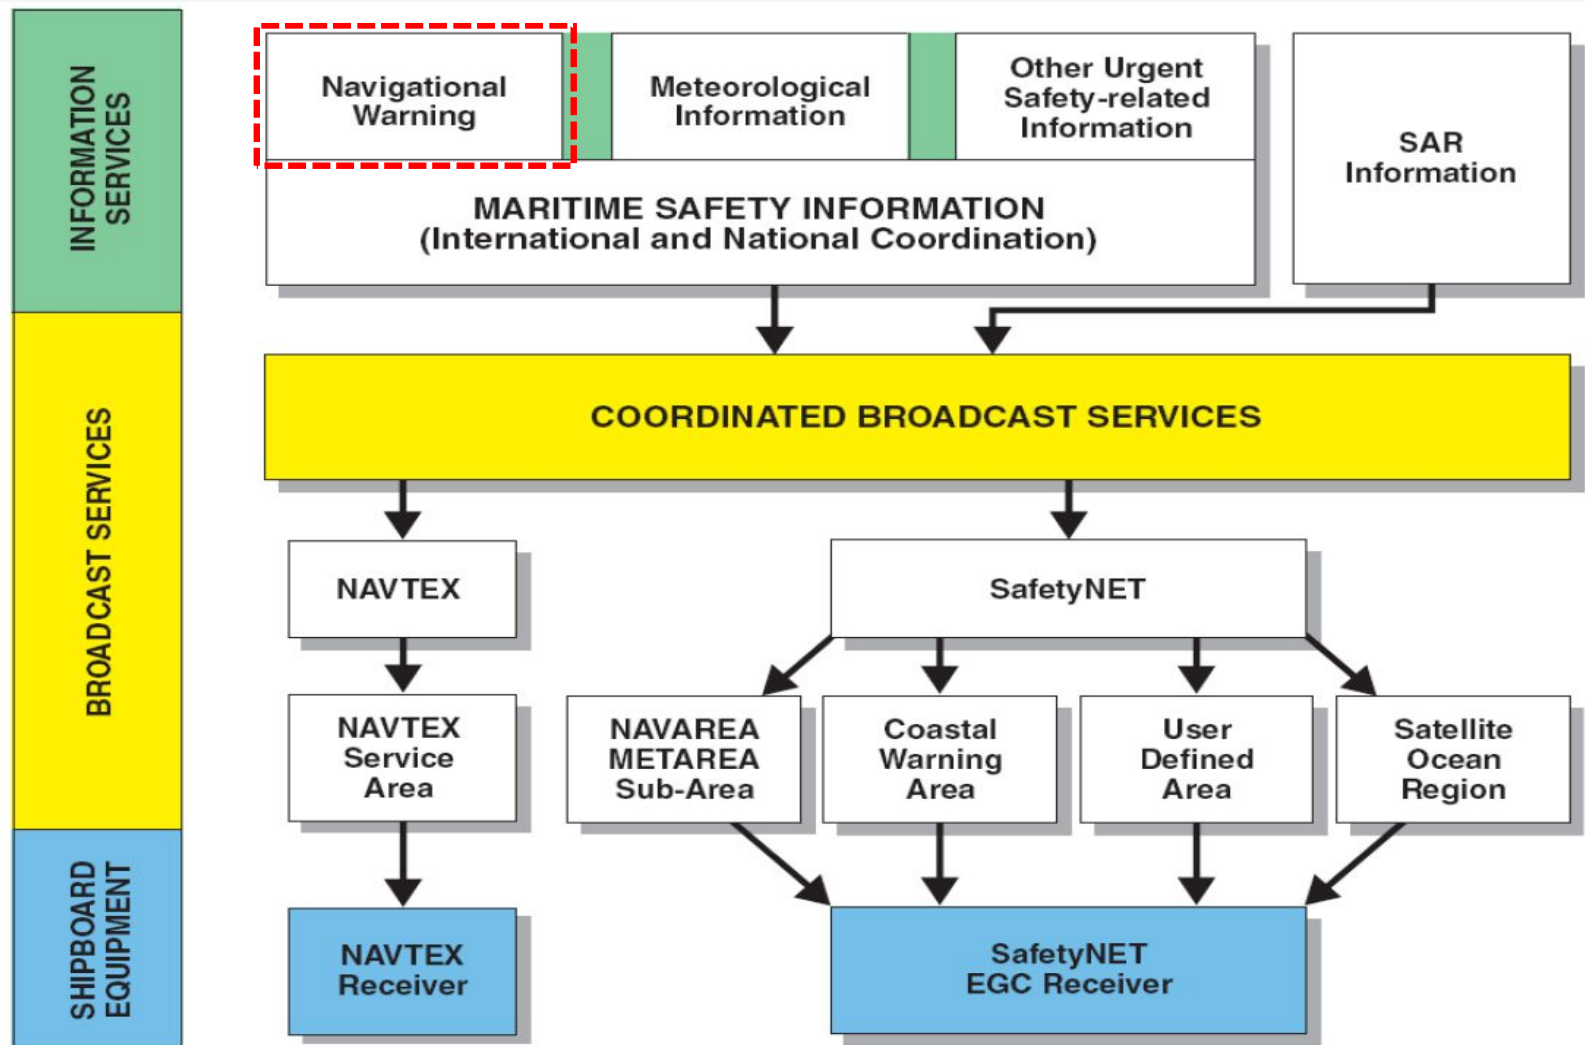 INFORMATION
SERVICES
Navigational
Warning
Meteorological
Information
Other Urgent
Safety-related
Information
SAR
Information
MARITIME SAFETY INFORMATION
(International and National Coordination)
BROADCAST SERVICES
COORDINATED BROADCAST SERVICES
NAVTEX
SafetyNET
NAVTEX
Service
Area
NAVAREA
METAREA
Sub-Area
Coastal
Warning
Area
User
Defined
Area
Satellite
Ocean
Region
SHIPBOARD
EQUIPMENT
NAVTEX
Receiver
SafetyNET
EGC Receiver